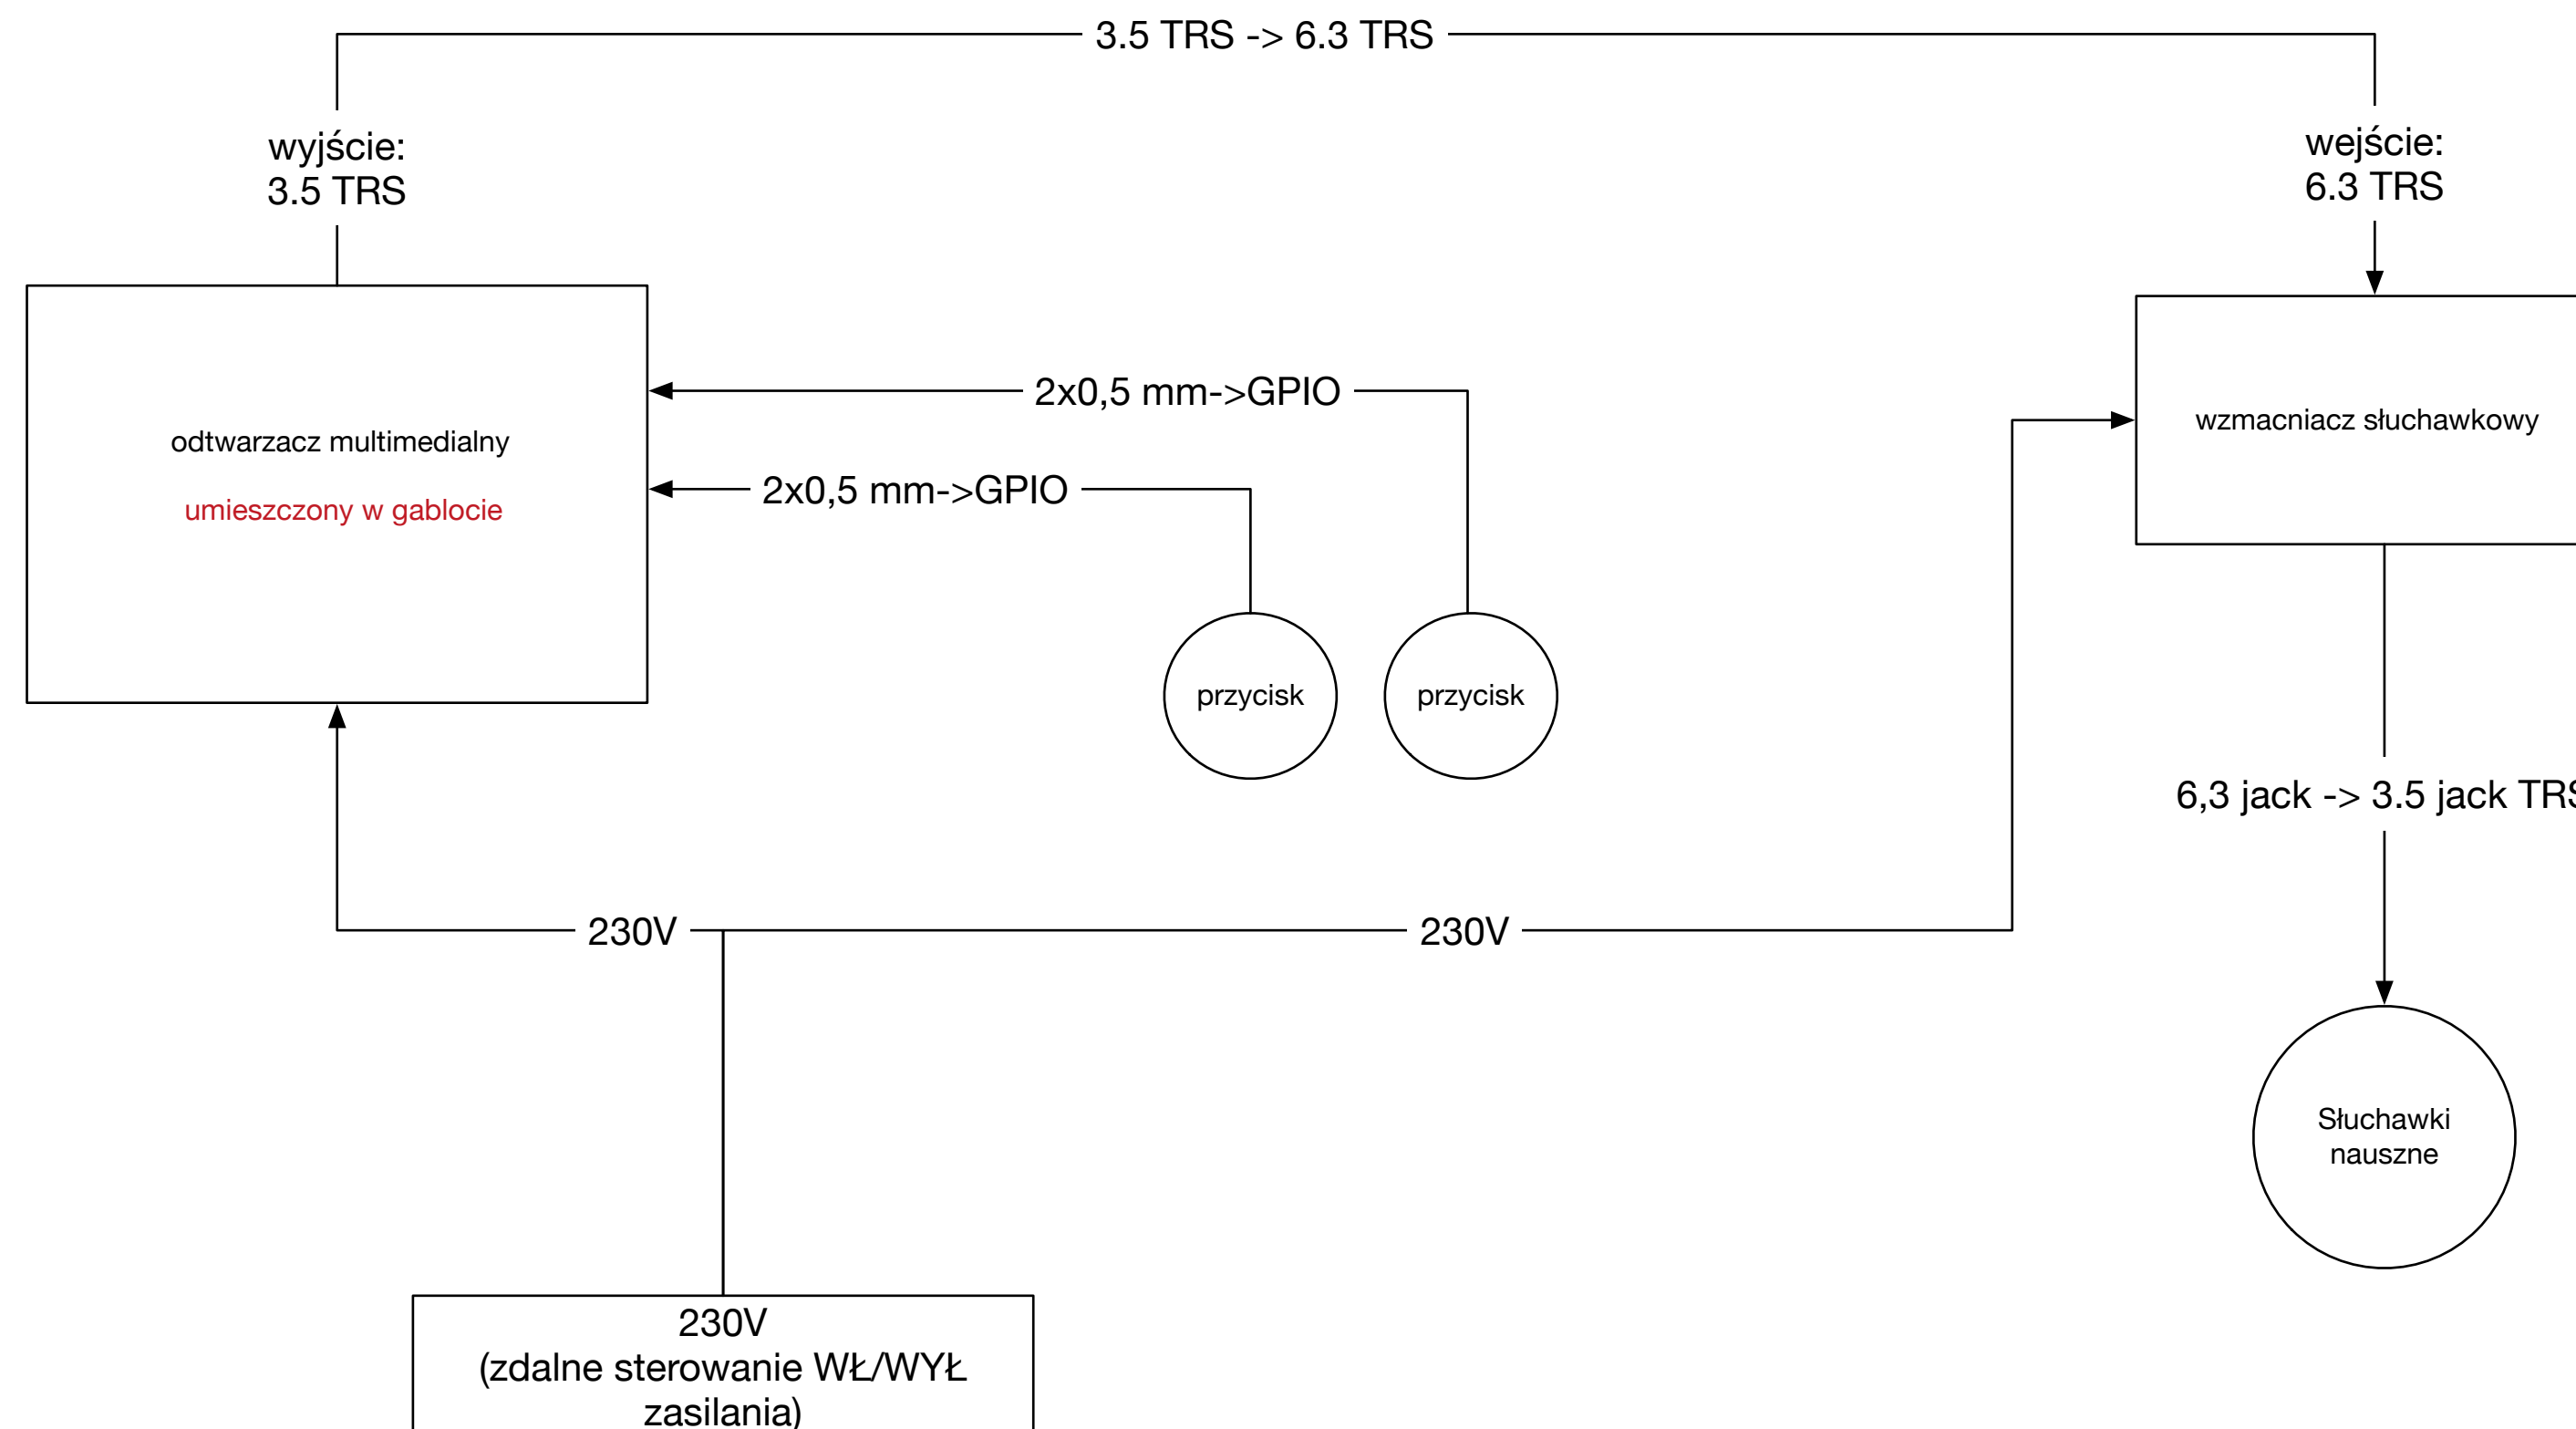 3.5 TRS -> 6.3 TRS
wyjście:
3.5 TRS
wejście:
6.3 TRS
2x0,5 mm->GPIO
odtwarzacz multimedialny
umieszczony w gablocie
2x0,5 mm->GPIO
wzmacniacz słuchawkowy
przycisk
przycisk
6,3 jack -> 3.5 jack TRS
230V
230V
Słuchawki
nauszne
230V
(zdalne sterowanie WŁ/WYŁ
zasilania)